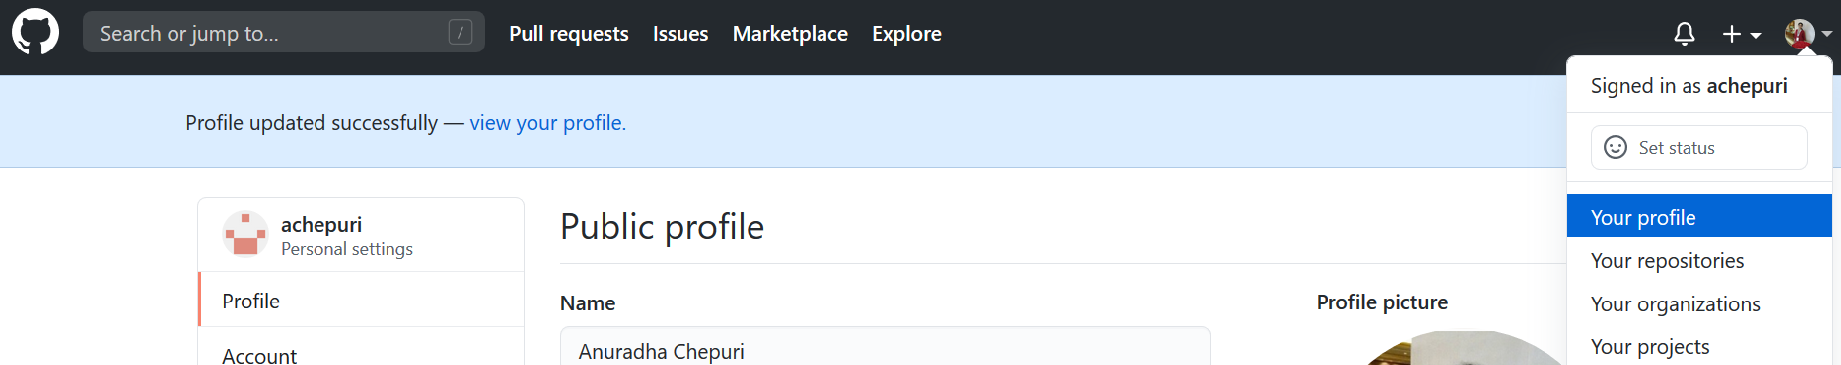 Search or jump to... / Pull requests Issues Marketplace Explore
Signed in as achepuri
Profile updated successfully — view your profile.
Set status
achepuri
Personal settings
Public profile
Your profile
Your repositories
Profile
Name
Profile picture
Your organizations
Account
Anuradha Chepuri
Your projects